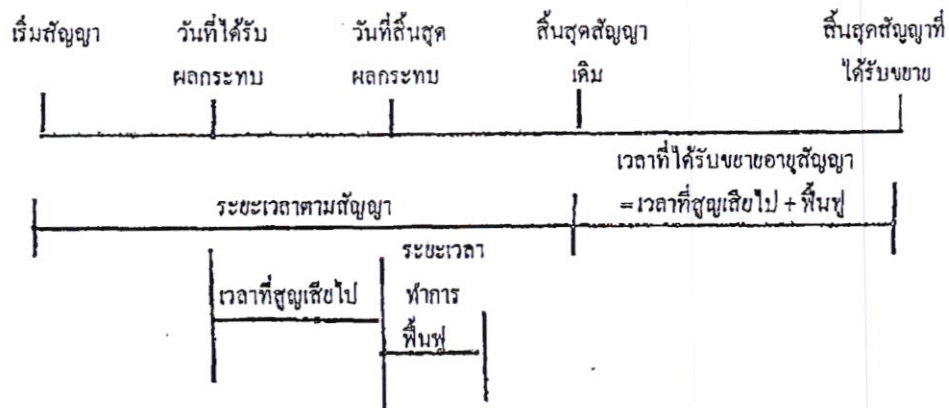 เริ่มสัญญา วันที่ได้รับ วันที่สิ้นสุด สิ้นสุดสัญญา สิ้นสุดสัญญาที่
ผลกระทบ ผลกระทบ เดิม ได้รับขยาย
เวลาที่ได้รับขยายอายุสัญญา
ระยะเวลาตามสัญญา =เวลาที่สูญเสียไป + ฟื้นฟู
ระยะเวลา
เวลาที่สูญเสียไป ทำการ
ฟื้นฟู